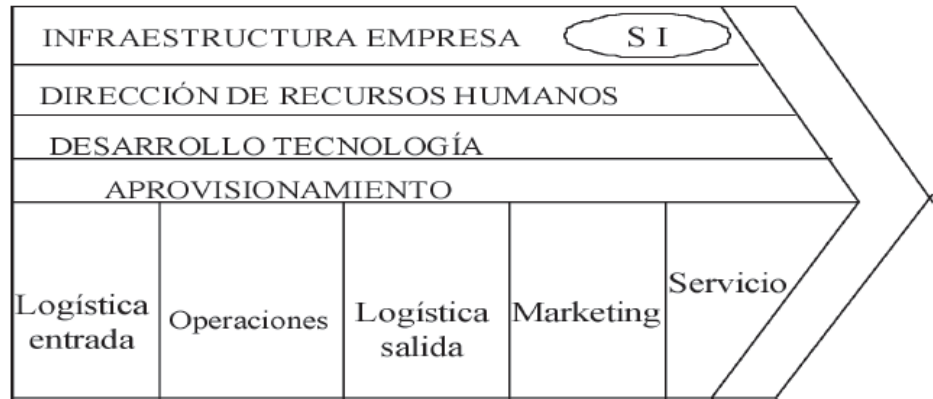 INFRAESTRUCTURA EMPRESA
S I
DIRECCIÓN DE RECURSOS HUMANOS
DESARROLLO TECNOLOGÍA
APROVISIONAMIENTO
Logística
entrada
Operaciones
Logística
salida
Marketing
Servicio